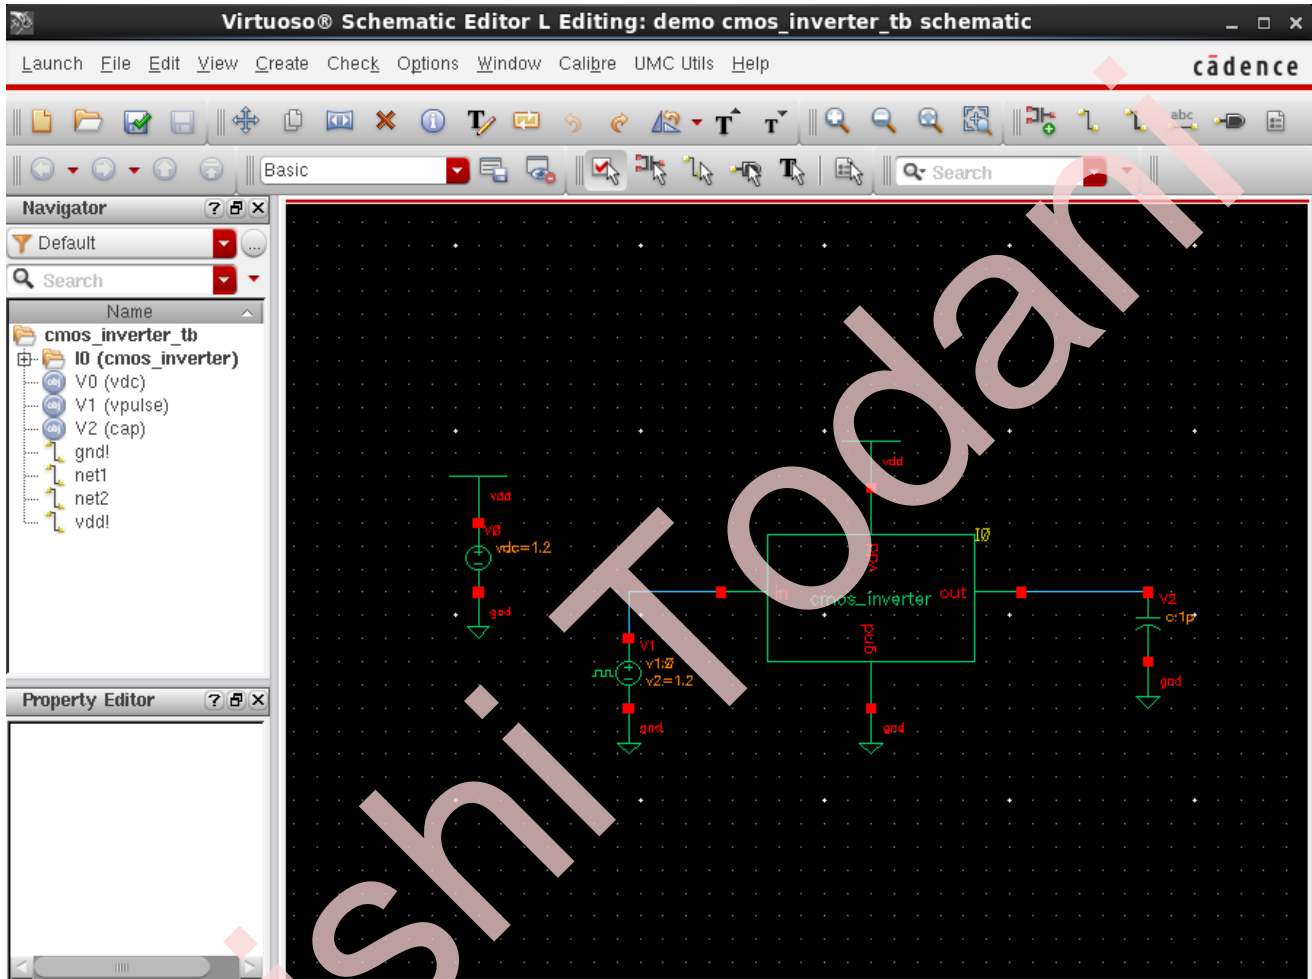 Virtuoso® Schematic Editor L Editing: demo cmos_inverter_tb schematic
Launch File Edit View Create Check Options Window Calibre UMC Utils Help
cādence
abc
Basic
Search
Navigator
Default
Search
Name
cmos_inverter_tb
I0 (cmos_inverter)
V0 (vdc)
V1 (vpulse)
V2 (cap)
gnd!
net1
net2
vdd!
Property Editor
vdd
V0
vdc=1.2
gnd
V1
v1:0
v2=1.2
gnd
vdd
I0
vdd
in
cmos_inverter
out
gnd
gnd
V2
c:1p
gnd
shi Todani